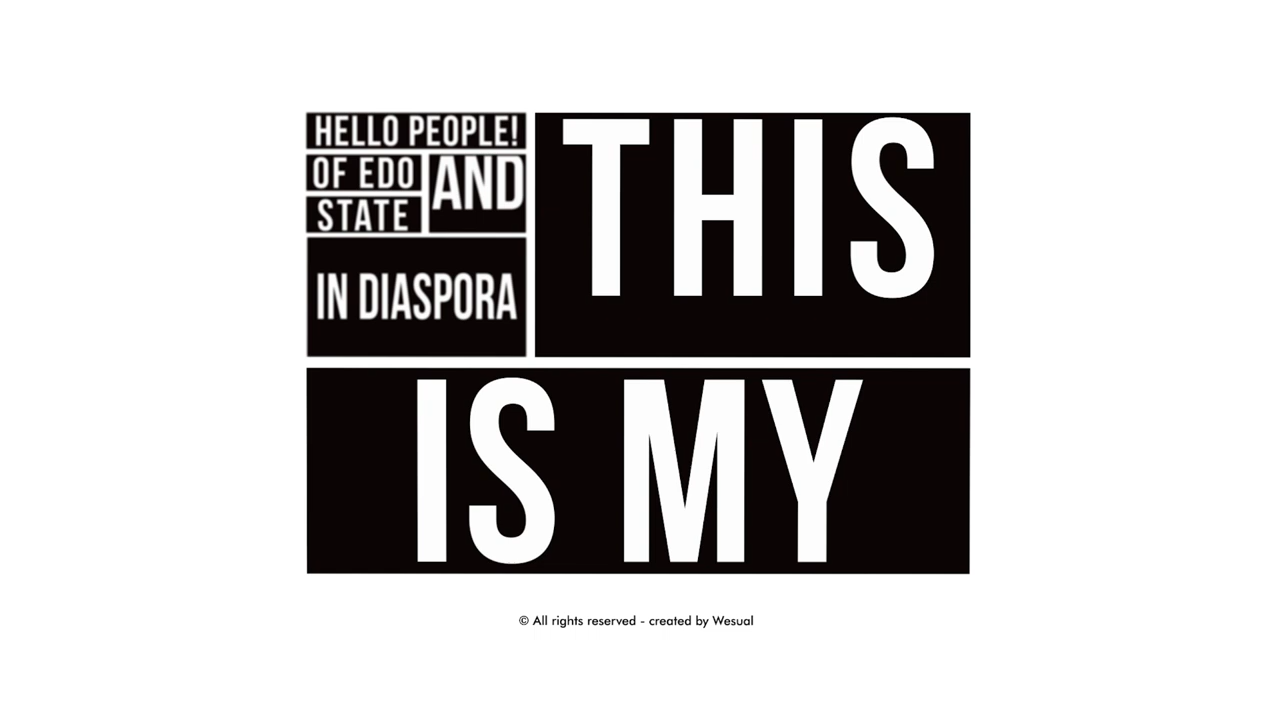 HELLO PEOPLE!
OF EDO
STATE
AND
IN DIASPORA
THIS
IS MY
© All rights reserved - created by Wesual